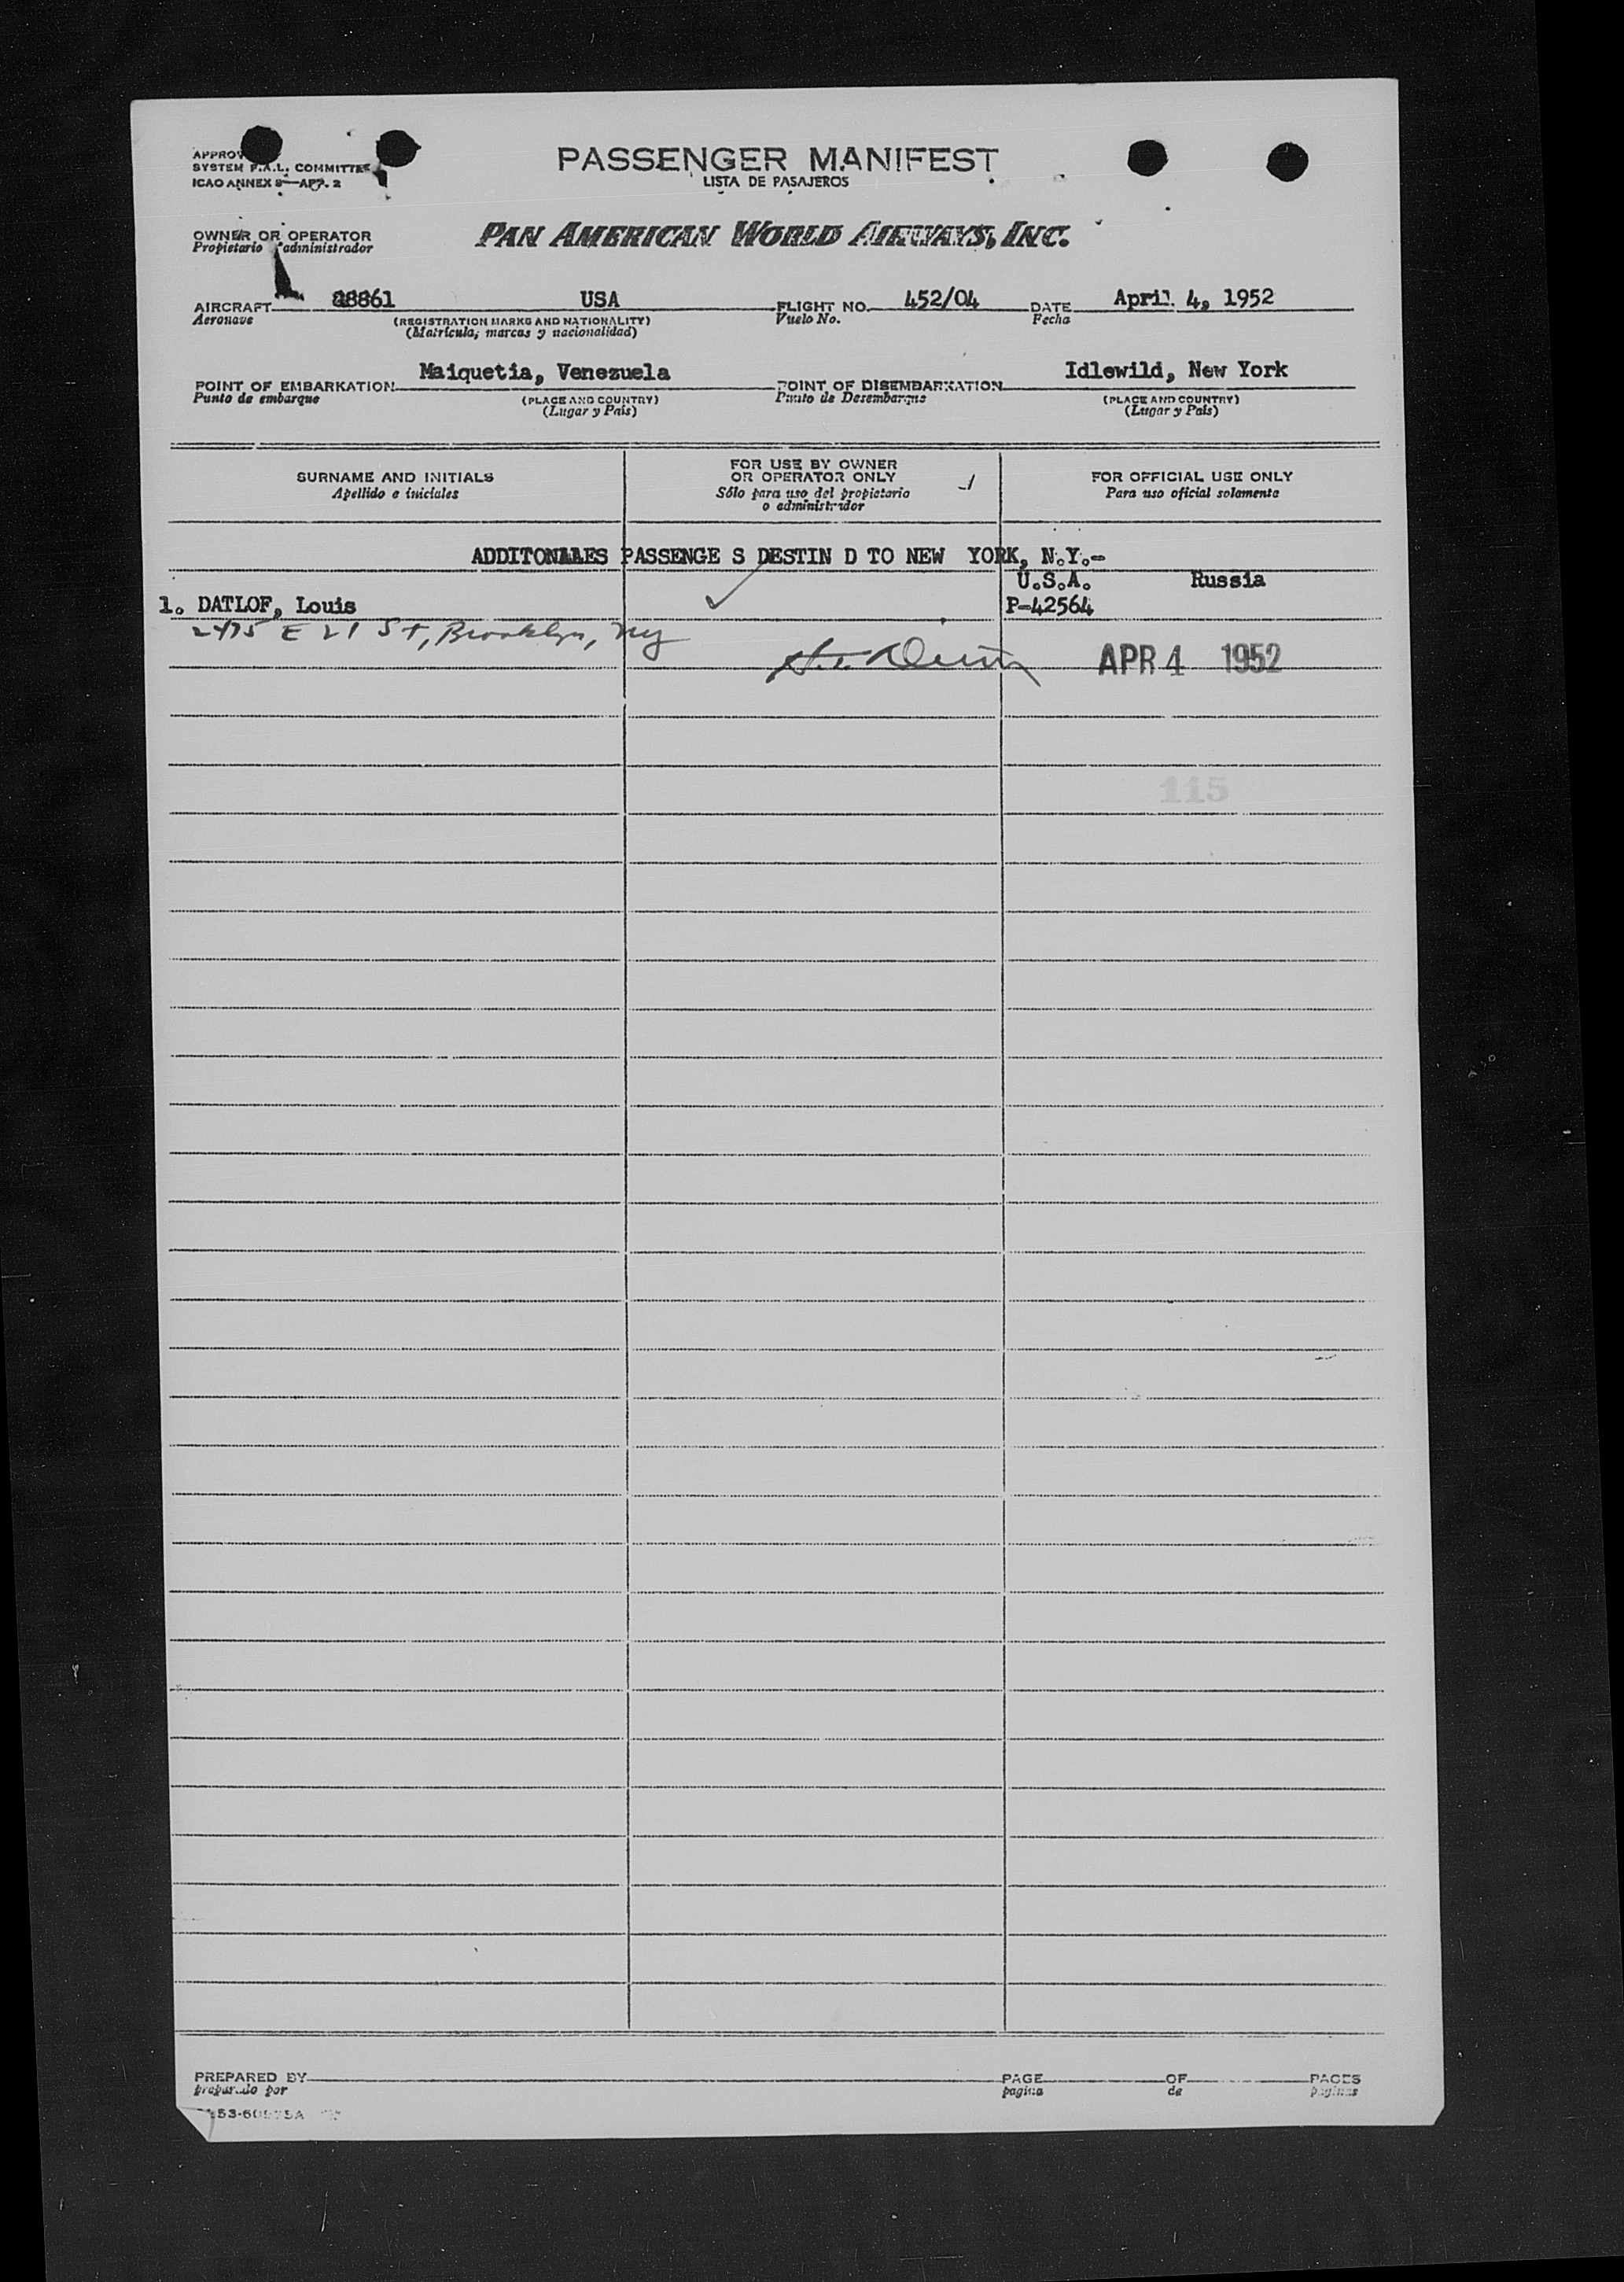 PASSENGER MANIFEST
LISTA DE PASAJEROS
SYSTEM F.A.L. COMMITTEE
ICAO ANNEX 9—APP. 2
OWNER OR OPERATOR
Propietario administrador
PAN AMERICAN WORLD AIRWAYS, INC.
AIRCRAFT 88861 USA FLIGHT NO. 452/04 DATE April 4, 1952
Aeronave (REGISTRATION MARKS AND NATIONALITY) Vuelo No. Fecha
(Matrícula, marcas y nacionalidad)
POINT OF EMBARKATION Maiquetia, Venezuela POINT OF DISEMBARKATION Idlewild, New York
Punto de embarque (PLACE AND COUNTRY) Punto de Desembarque (PLACE AND COUNTRY)
(Lugar y País) (Lugar y País)
SURNAME AND INITIALS
Apellido e iniciales
FOR USE BY OWNER
OR OPERATOR ONLY
Sólo para uso del propietario
o administrador
FOR OFFICIAL USE ONLY
Para uso oficial solamente
ADDITONALES PASSENGE S DESTIN D TO NEW YORK, N.Y.-
U.S.A. Russia
1. DATLOF, Louis P-42564
2475 E 21 St, Brooklyn, NY
APR 4 1952
115
PREPARED BY PAGE OF PAGES
preparado por pagina de paginas